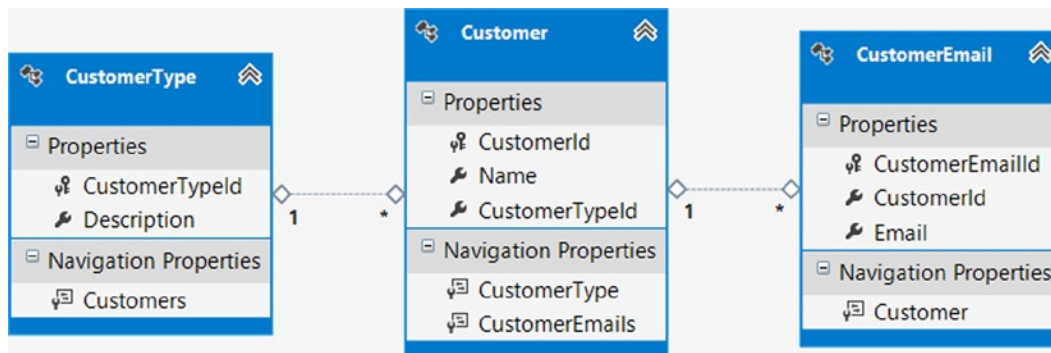 CustomerType
Properties
CustomerTypeId
Description
Navigation Properties
Customers
1
*
Customer
Properties
CustomerId
Name
CustomerTypeId
Navigation Properties
CustomerType
CustomerEmails
1
*
CustomerEmail
Properties
CustomerEmailId
CustomerId
Email
Navigation Properties
Customer